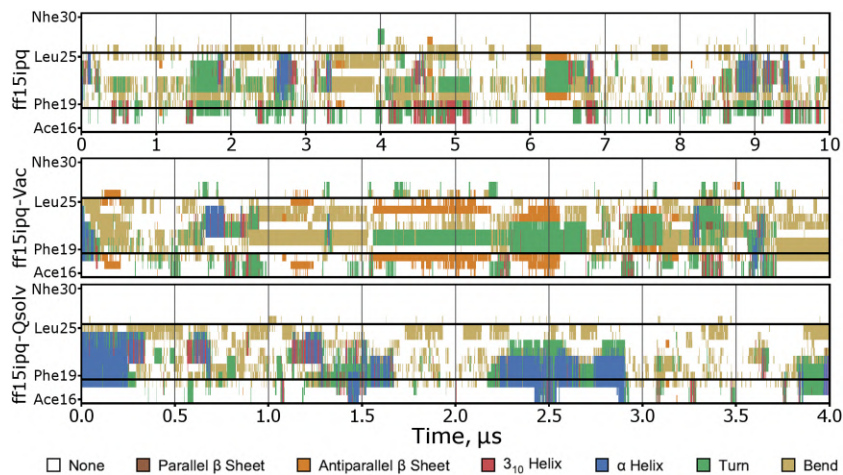 ff15ipq
Nhe30
Leu25
Phe19
Ace16
0 1 2 3 4 5 6 7 8 9 10
ff15ipq-Vac
Nhe30
Leu25
Phe19
Ace16
ff15ipq-Qsolv
Nhe30
Leu25
Phe19
Ace16
0.0 0.5 1.0 1.5 2.0 2.5 3.0 3.5 4.0
Time, μs
None Parallel β Sheet Antiparallel β Sheet 3₁₀ Helix α Helix Turn Bend